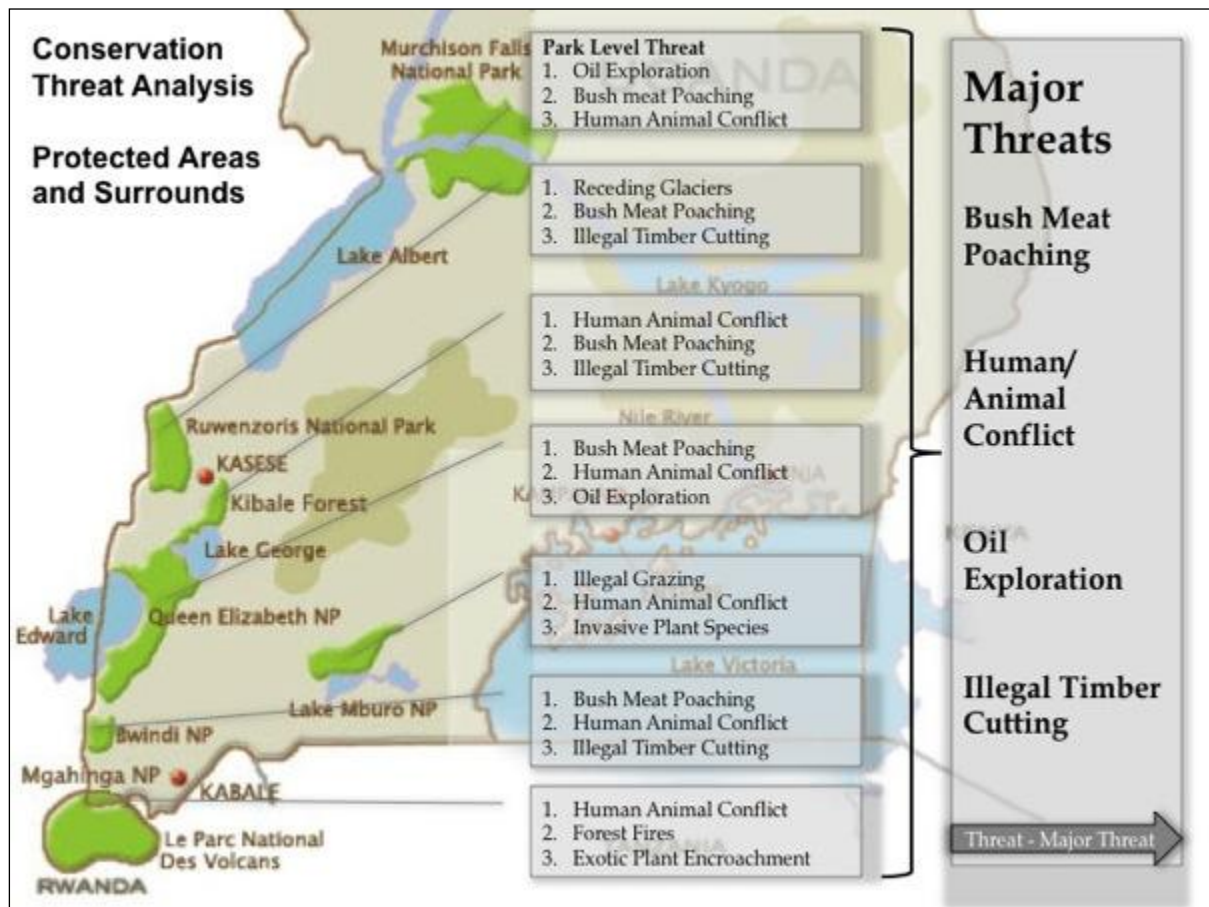 Conservation
Threat Analysis
Protected Areas
and Surrounds
Murchison Falls
National Park
Lake Albert
Ruwenzoris National Park
KASESE
Kibale Forest
Lake George
Lake
Edward
Queen Elizabeth NP
Lake Mburo NP
Bwindi NP
Mgahinga NP
KABALE
Le Parc National
Des Volcans
RWANDA
UGANDA
Lake Kyogo
Nile River
Lake Victoria
Park Level Threat
1. Oil Exploration
2. Bush meat Poaching
3. Human Animal Conflict
1. Receding Glaciers
2. Bush Meat Poaching
3. Illegal Timber Cutting
1. Human Animal Conflict
2. Bush Meat Poaching
3. Illegal Timber Cutting
1. Bush Meat Poaching
2. Human Animal Conflict
3. Oil Exploration
1. Illegal Grazing
2. Human Animal Conflict
3. Invasive Plant Species
1. Bush Meat Poaching
2. Human Animal Conflict
3. Illegal Timber Cutting
1. Human Animal Conflict
2. Forest Fires
3. Exotic Plant Encroachment
Major
Threats
Bush Meat
Poaching
Human/
Animal
Conflict
Oil
Exploration
Illegal Timber
Cutting
Threat - Major Threat